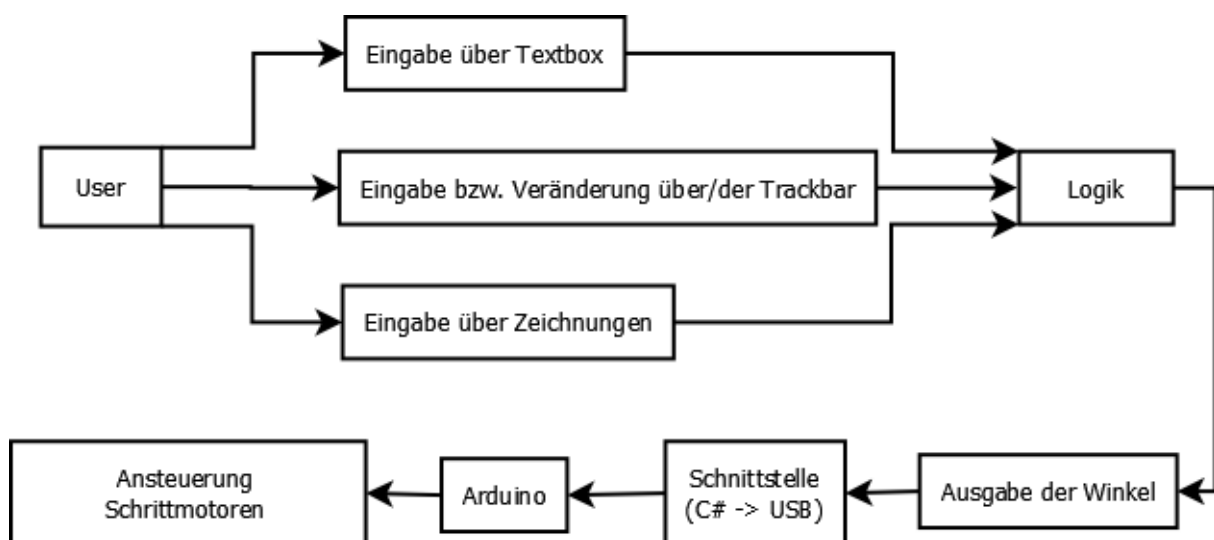 Eingabe über Textbox
User
Eingabe bzw. Veränderung über/der Trackbar
Logik
Eingabe über Zeichnungen
Ansteuerung
Schrittmotoren
Arduino
Schnittstelle
(C# -> USB)
Ausgabe der Winkel